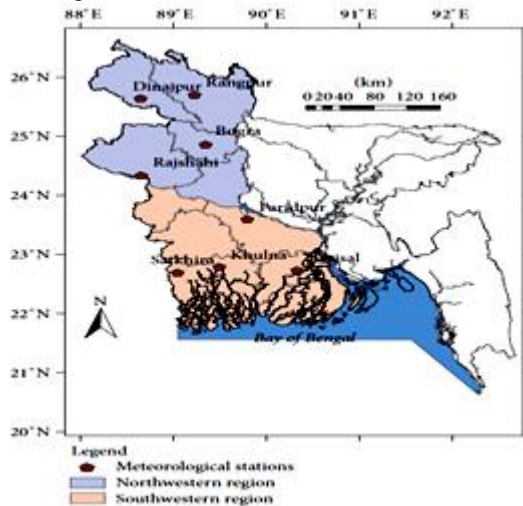 88°E 89°E 90°E 91°E 92°E
26°N
25°N
24°N
23°N
22°N
21°N
20°N
(km)
0 20 40 80 120 160
Dinajpur Rangpur
Bogra
Rajshahi
Faridpur
Satkhira Khulna
N
Bay of Bengal
Legend
Meteorological stations
Northwestern region
Southwestern region